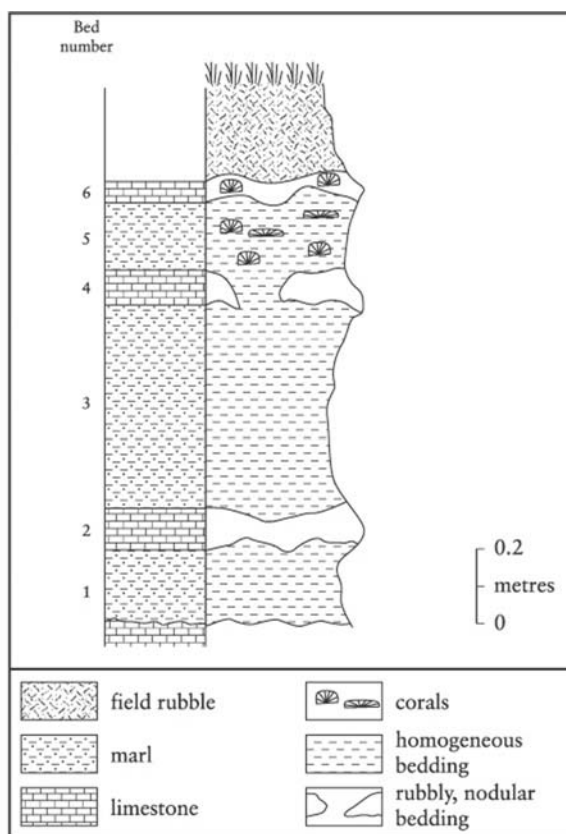 Bed
number
6
5
4
3
2
1
0.2
metres
0
field rubble
marl
limestone
corals
homogeneous
bedding
rubbly, nodular
bedding